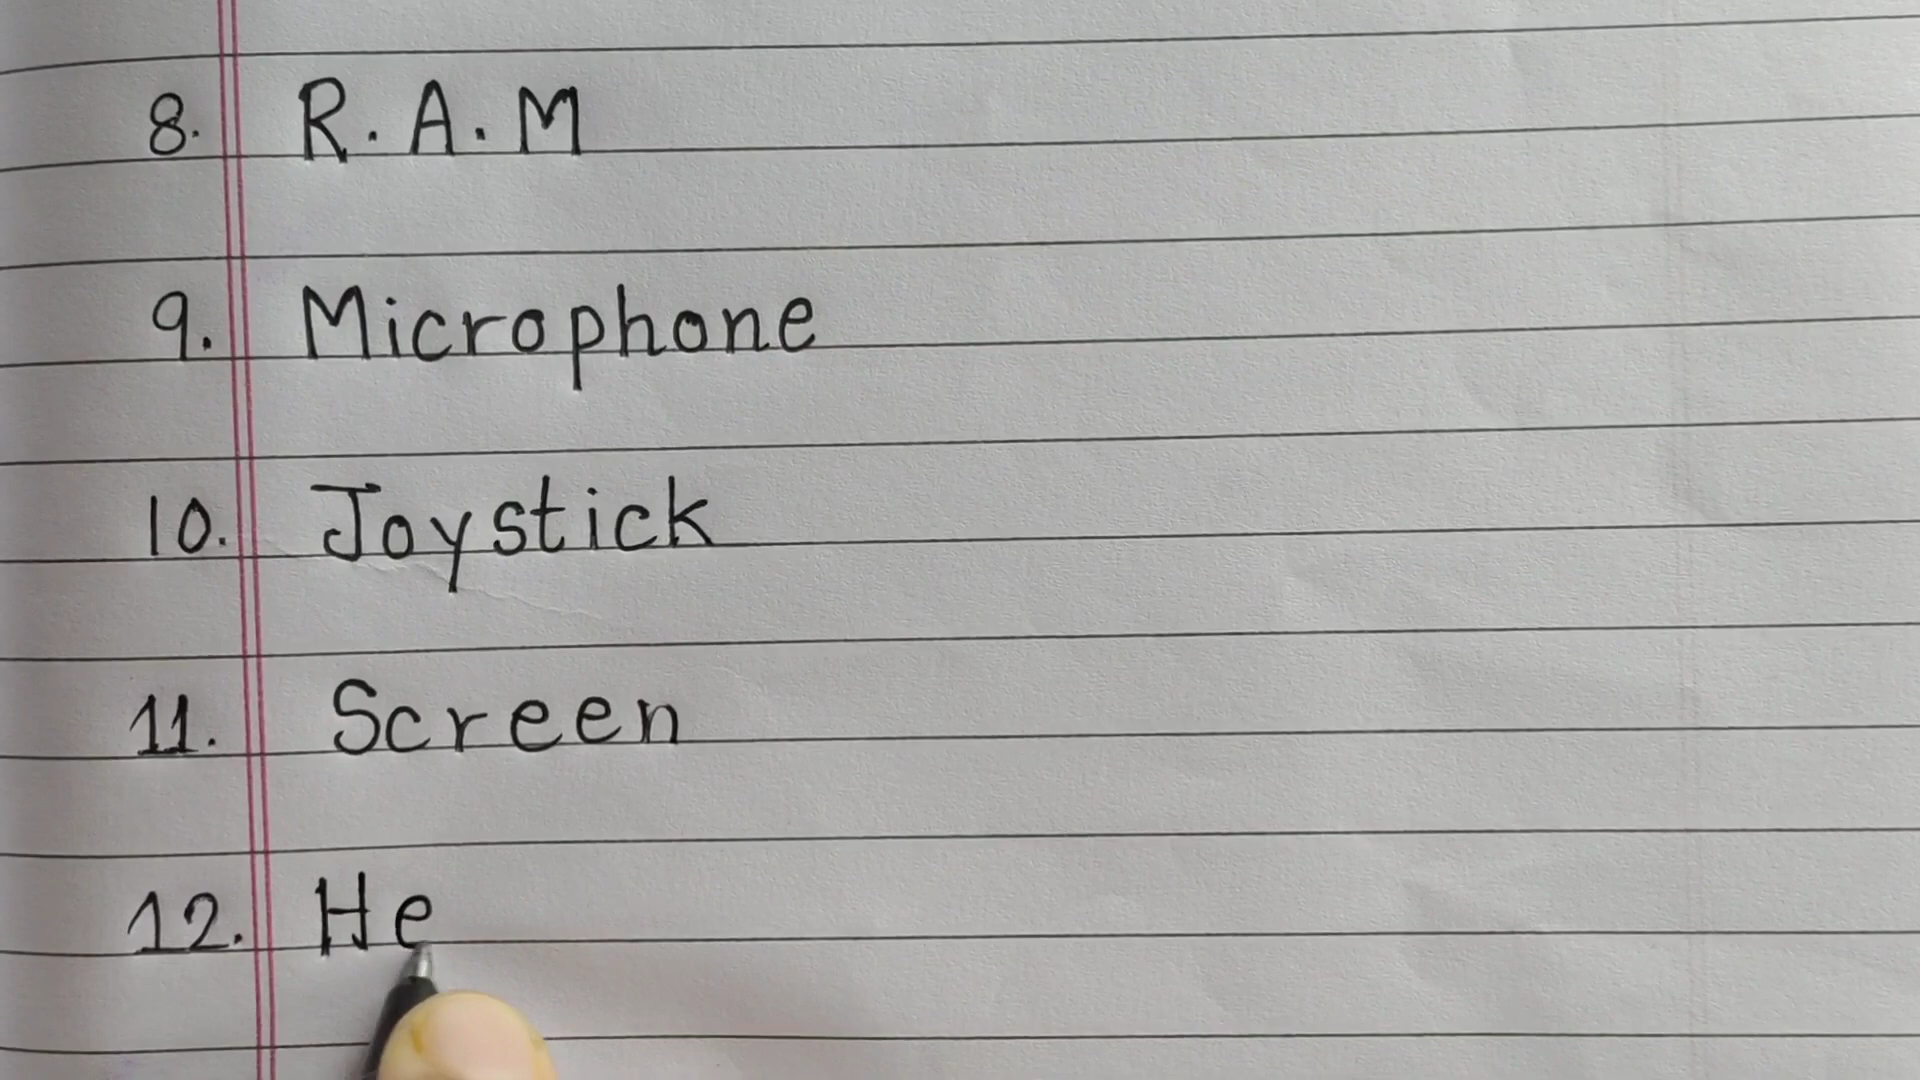 8. R.A.M
9. Microphone
10. Joystick
11. Screen
12. He